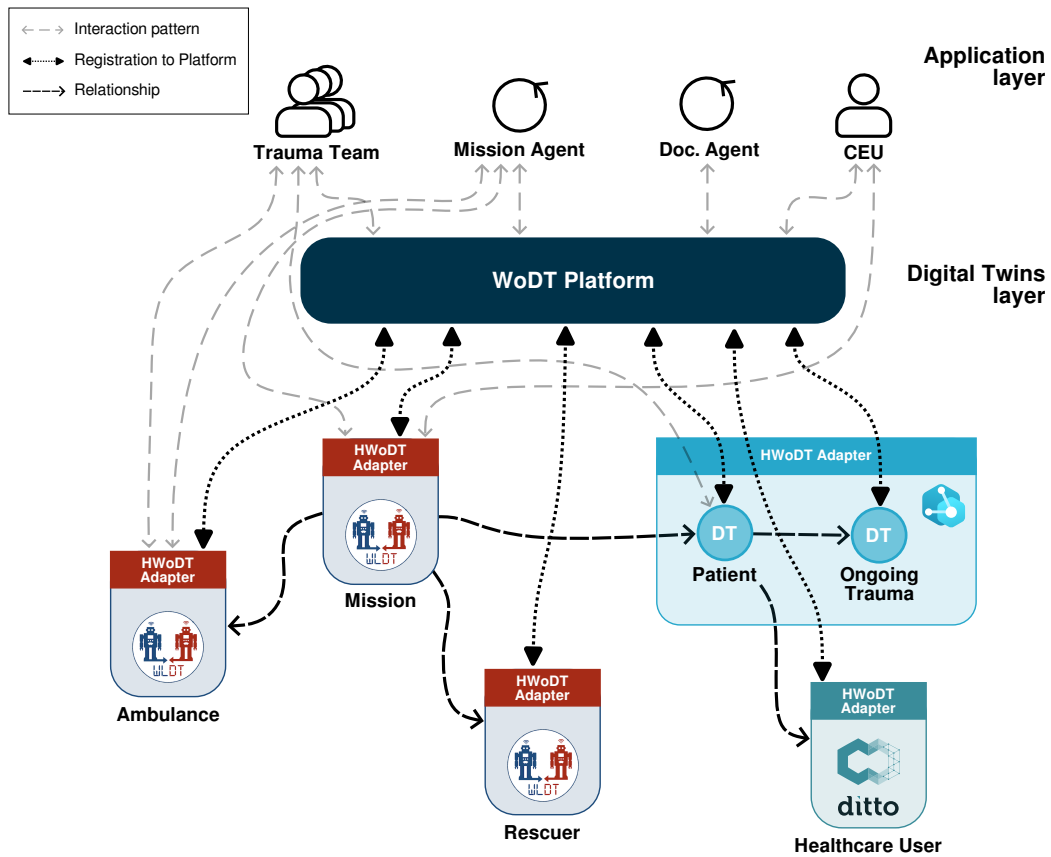 Interaction pattern
Registration to Platform
Relationship
Application
layer
Trauma Team
Mission Agent
Doc. Agent
CEU
WoDT Platform
Digital Twins
layer
HWoDT
Adapter
WLDT
Mission
HWoDT Adapter
DT
DT
Patient
Ongoing
Trauma
HWoDT
Adapter
WLDT
Ambulance
HWoDT
Adapter
WLDT
Rescuer
HWoDT
Adapter
ditto
Healthcare User